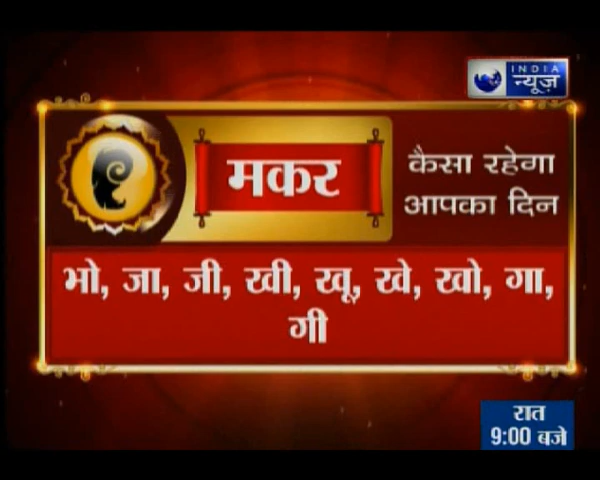 INDIA
न्यूज़
मकर
कैसा रहेगा
आपका दिन
भो, जा, जी, खी, खू, खे, खो, गा,
गी
रात
9:00 बजे